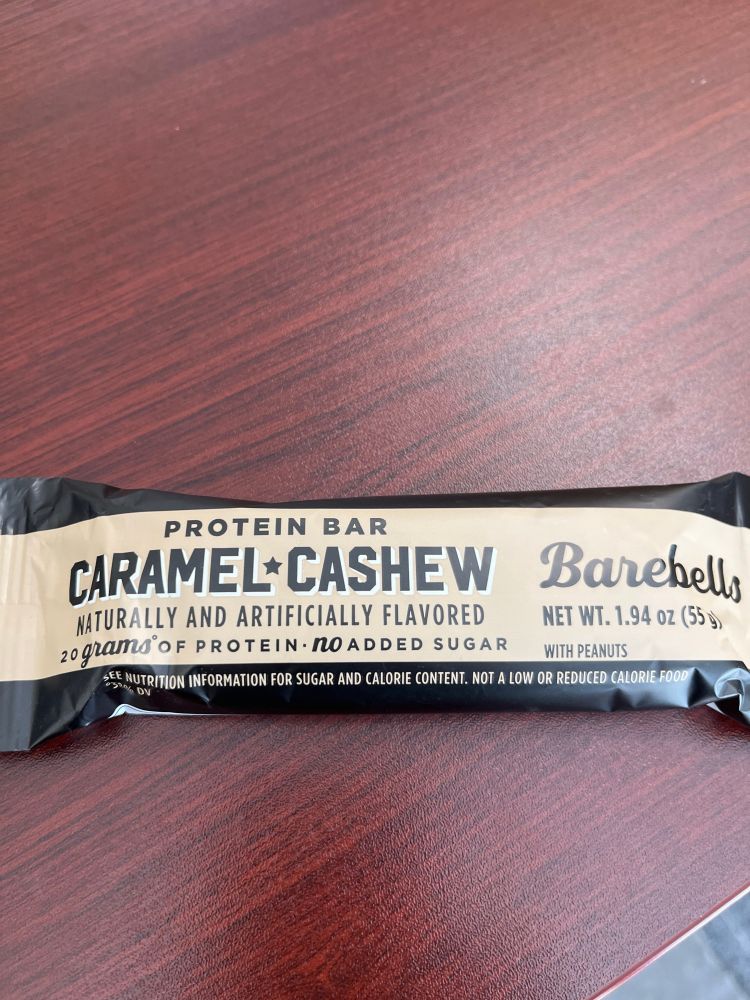 PROTEIN BAR
CARAMEL★CASHEW
NATURALLY AND ARTIFICIALLY FLAVORED
20 grams° OF PROTEIN · no ADDED SUGAR
Barebells
NET WT. 1.94 oz (55 g)
WITH PEANUTS
SEE NUTRITION INFORMATION FOR SUGAR AND CALORIE CONTENT. NOT A LOW OR REDUCED CALORIE FOOD
DV